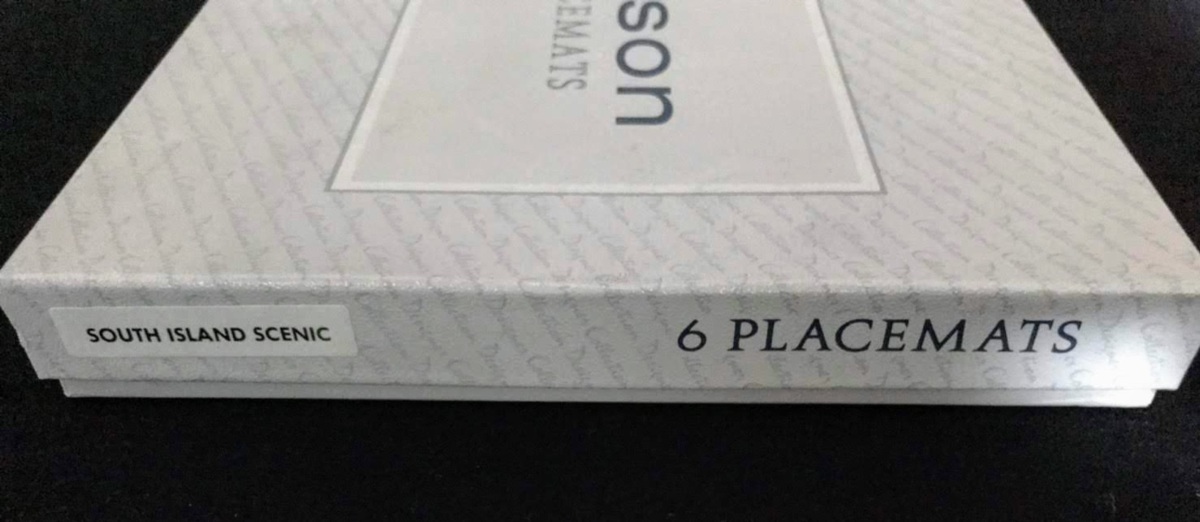 son
EMATS
SOUTH ISLAND SCENIC
6 PLACEMATS